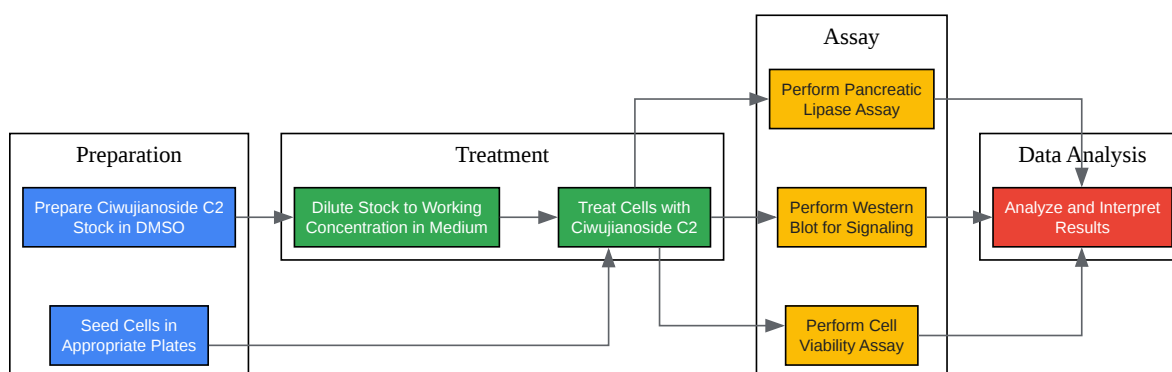 Preparation
Prepare Ciwujianoside C2
Stock in DMSO
Seed Cells in
Appropriate Plates
Treatment
Dilute Stock to Working
Concentration in Medium
Treat Cells with
Ciwujianoside C2
Assay
Perform Pancreatic
Lipase Assay
Perform Western
Blot for Signaling
Perform Cell
Viability Assay
Data Analysis
Analyze and Interpret
Results